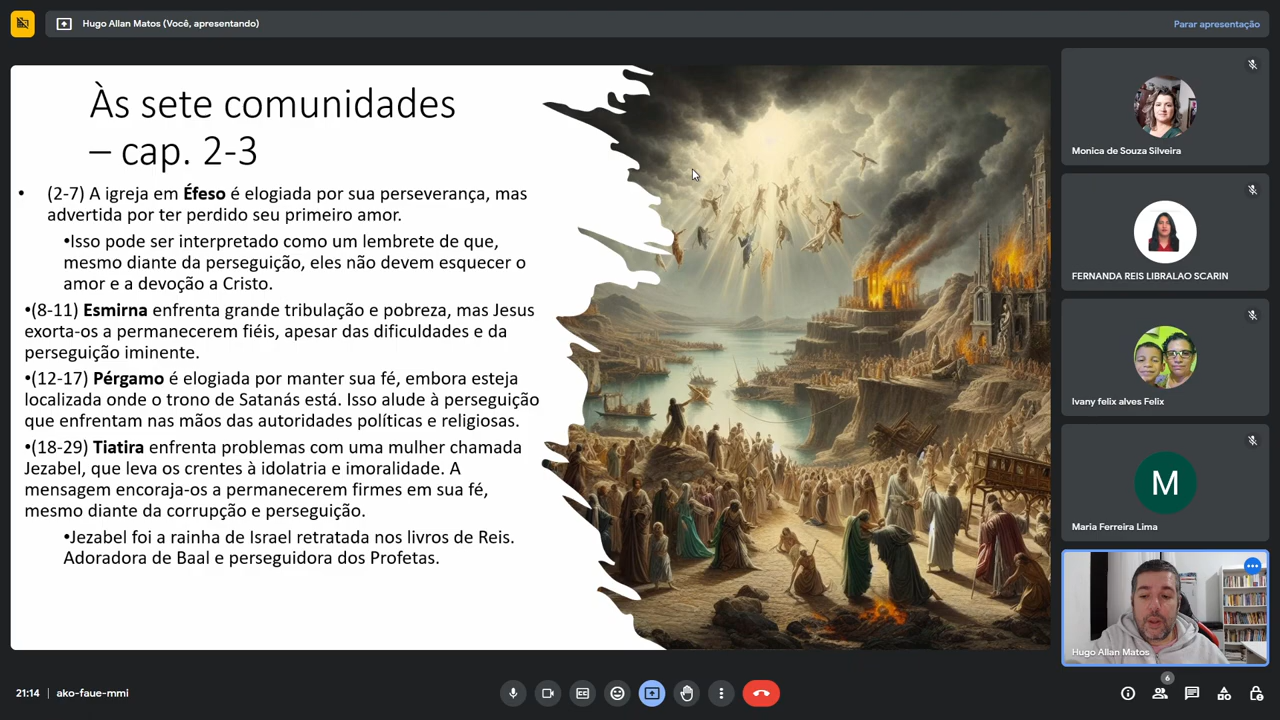 Hugo Allan Matos (Você, apresentando)
Parar apresentação
Às sete comunidades
– cap. 2-3
• (2-7) A igreja em Éfeso é elogiada por sua perseverança, mas
advertida por ter perdido seu primeiro amor.
•Isso pode ser interpretado como um lembrete de que,
mesmo diante da perseguição, eles não devem esquecer o
amor e a devoção a Cristo.
•(8-11) Esmirna enfrenta grande tribulação e pobreza, mas Jesus
exorta-os a permanecerem fiéis, apesar das dificuldades e da
perseguição iminente.
•(12-17) Pérgamo é elogiada por manter sua fé, embora esteja
localizada onde o trono de Satanás está. Isso alude à perseguição
que enfrentam nas mãos das autoridades políticas e religiosas.
•(18-29) Tiatira enfrenta problemas com uma mulher chamada
Jezabel, que leva os crentes à idolatria e imoralidade. A
mensagem encoraja-os a permanecerem firmes em sua fé,
mesmo diante da corrupção e perseguição.
•Jezabel foi a rainha de Israel retratada nos livros de Reis.
Adoradora de Baal e perseguidora dos Profetas.
Monica de Souza Silveira
FERNANDA REIS LIBRALAO SCARIN
Ivany felix alves Felix
M
Maria Ferreira Lima
Hugo Allan Matos
21:14 | ako-faue-mmi
6